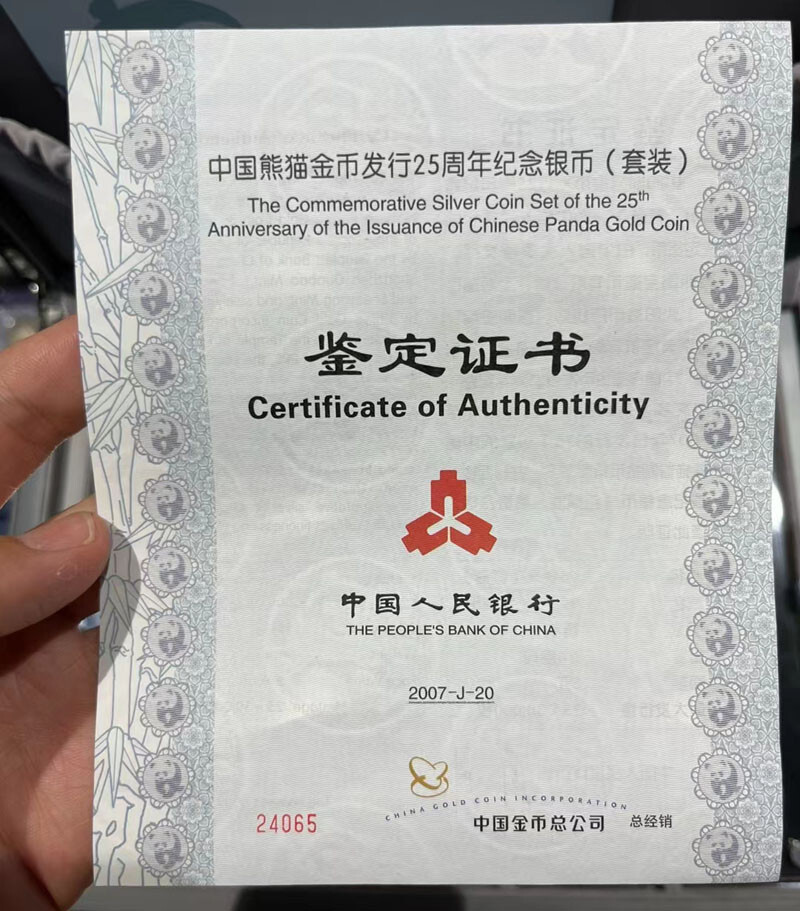 中国熊猫金币发行25周年纪念银币（套装）
The Commemorative Silver Coin Set of the 25th
Anniversary of the Issuance of Chinese Panda Gold Coin
鉴定证书
Certificate of Authenticity
中国人民银行
THE PEOPLE'S BANK OF CHINA
2007-J-20
CHINA GOLD COIN INCORPORATION
24065 中国金币总公司 总经销